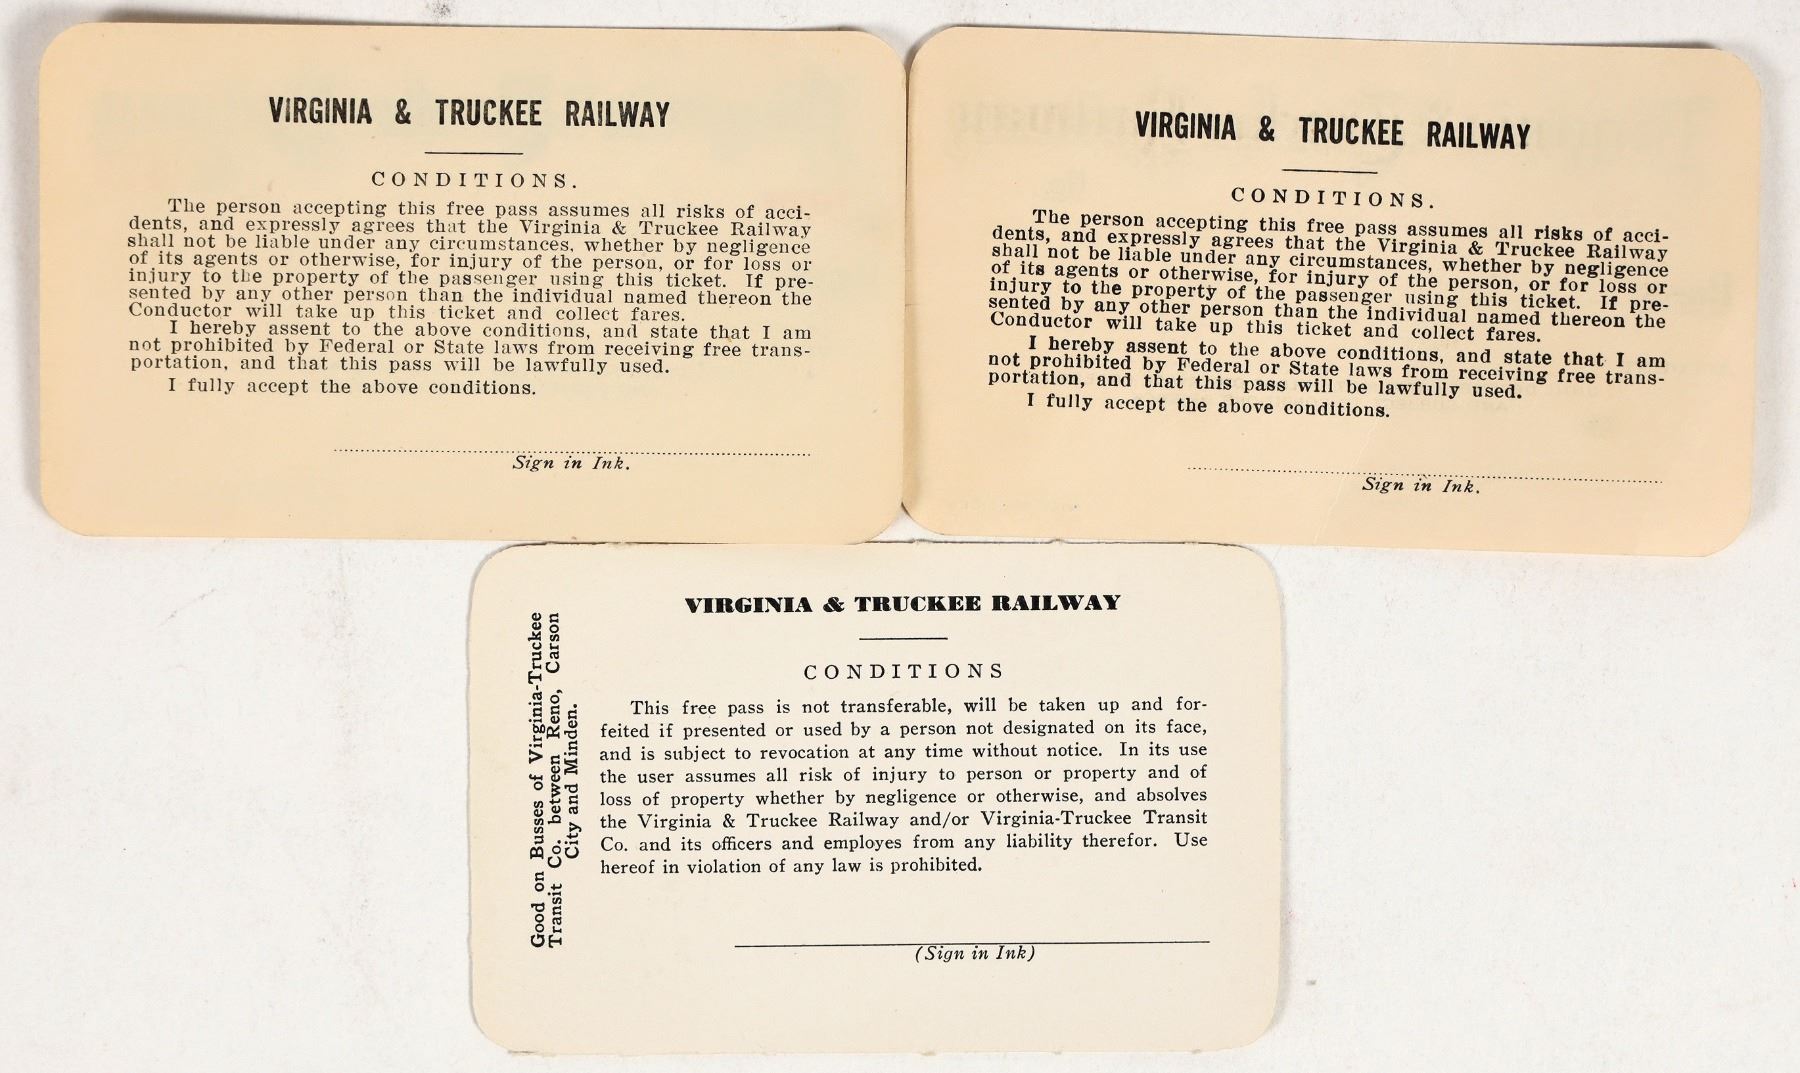 VIRGINIA & TRUCKEE RAILWAY
CONDITIONS.
The person accepting this free pass assumes all risks of acci-
dents, and expressly agrees that the Virginia & Truckee Railway
shall not be liable under any circumstances, whether by negligence
of its agents or otherwise, for injury of the person, or for loss or
injury to the property of the passenger using this ticket. If pre-
sented by any other person than the individual named thereon the
Conductor will take up this ticket and collect fares.
I hereby assent to the above conditions, and state that I am
not prohibited by Federal or State laws from receiving free trans-
portation, and that this pass will be lawfully used.
I fully accept the above conditions.
Sign in Ink.
VIRGINIA & TRUCKEE RAILWAY
CONDITIONS.
The person accepting this free pass assumes all risks of acci-
dents, and expressly agrees that the Virginia & Truckee Railway
shall not be liable under any circumstances, whether by negligence
of its agents or otherwise, for injury of the person, or for loss or
injury to the property of the passenger using this ticket. If pre-
sented by any other person than the individual named thereon the
Conductor will take up this ticket and collect fares.
I hereby assent to the above conditions, and state that I am
not prohibited by Federal or State laws from receiving free trans-
portation, and that this pass will be lawfully used.
I fully accept the above conditions.
Sign in Ink.
Good on Busses of Virginia-Truckee
Transit Co. between Reno, Carson
City and Minden.
VIRGINIA & TRUCKEE RAILWAY
CONDITIONS
This free pass is not transferable, will be taken up and for-
feited if presented or used by a person not designated on its face,
and is subject to revocation at any time without notice. In its use
the user assumes all risk of injury to person or property and of
loss of property whether by negligence or otherwise, and absolves
the Virginia & Truckee Railway and/or Virginia-Truckee Transit
Co. and its officers and employes from any liability therefor. Use
hereof in violation of any law is prohibited.
(Sign in Ink)